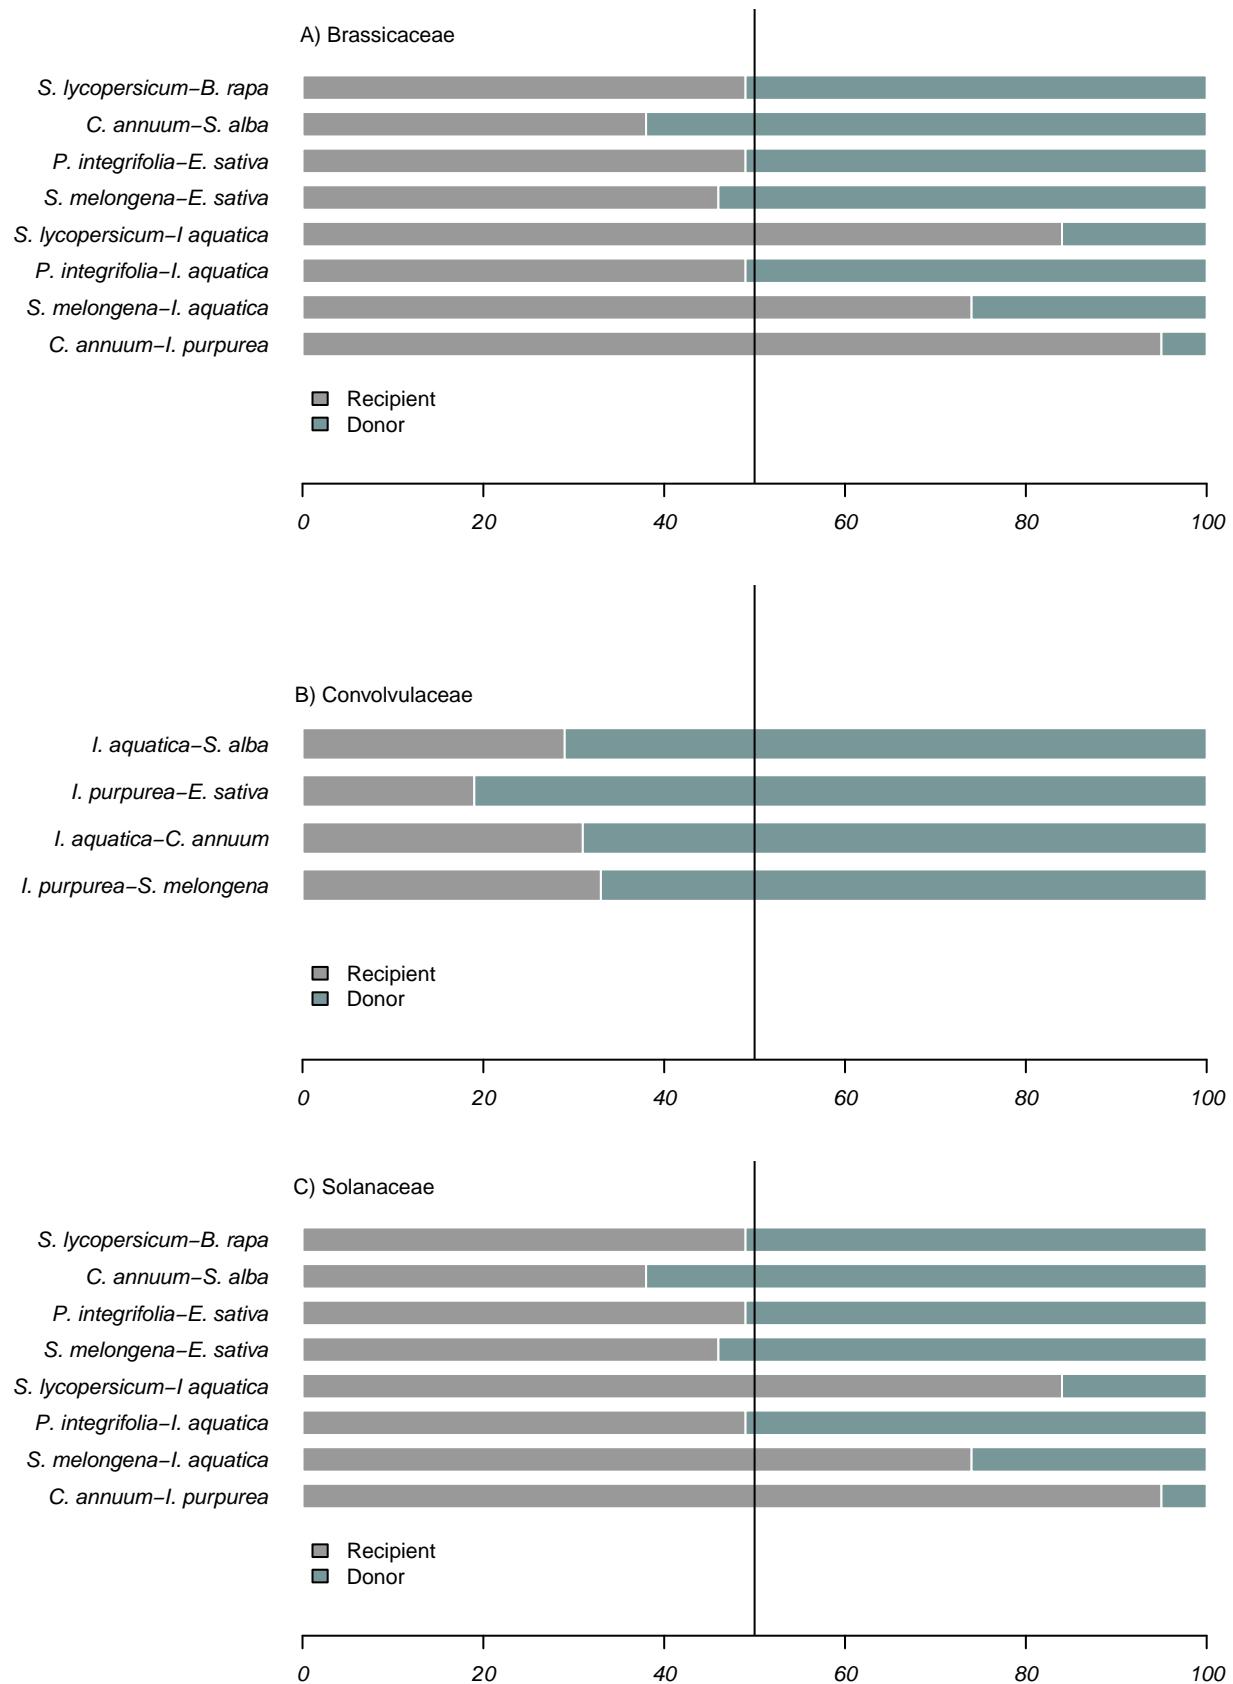 A) Brassicaceae
S. lycopersicum−B. rapa
C. annuum−S. alba
P. integrifolia−E. sativa
S. melongena−E. sativa
S. lycopersicum−I aquatica
P. integrifolia−I. aquatica
S. melongena−I. aquatica
C. annuum−I. purpurea
Recipient
Donor
0 20 40 60 80 100
B) Convolvulaceae
I. aquatica−S. alba
I. purpurea−E. sativa
I. aquatica−C. annuum
I. purpurea−S. melongena
Recipient
Donor
0 20 40 60 80 100
C) Solanaceae
S. lycopersicum−B. rapa
C. annuum−S. alba
P. integrifolia−E. sativa
S. melongena−E. sativa
S. lycopersicum−I aquatica
P. integrifolia−I. aquatica
S. melongena−I. aquatica
C. annuum−I. purpurea
Recipient
Donor
0 20 40 60 80 100